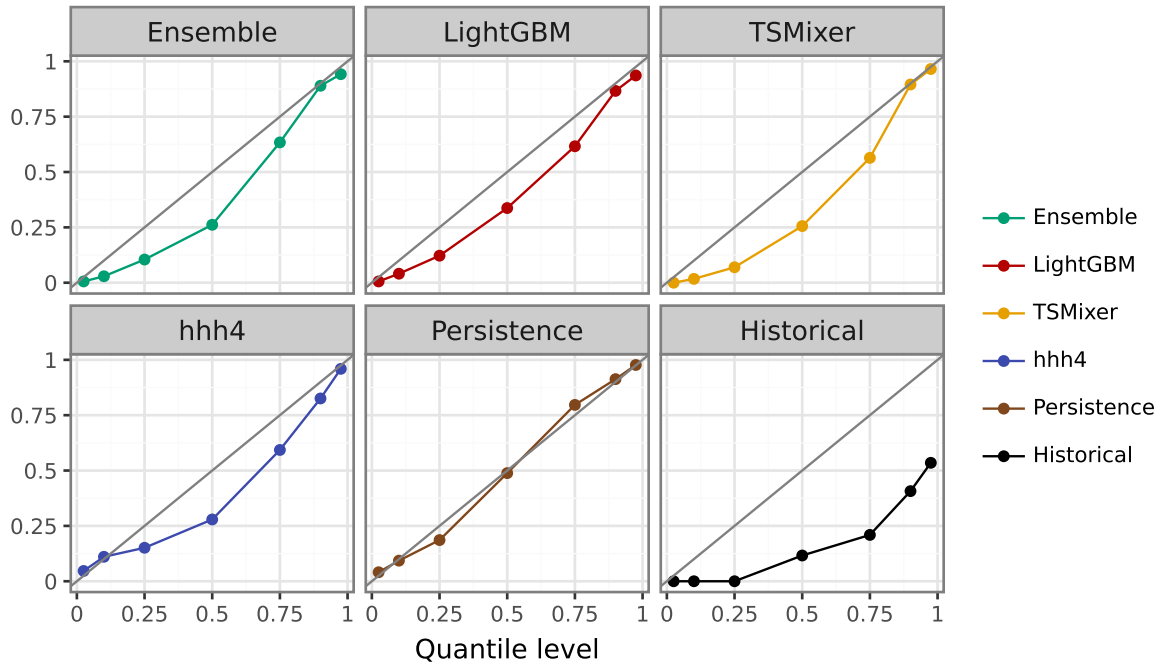 Ensemble LightGBM TSMixer
1
0.75
0.5
0.25
0
hhh4 Persistence Historical
1
0.75
0.5
0.25
0
0 0.25 0.5 0.75 1 0 0.25 0.5 0.75 1 0 0.25 0.5 0.75 1
Quantile level
Ensemble
LightGBM
TSMixer
hhh4
Persistence
Historical